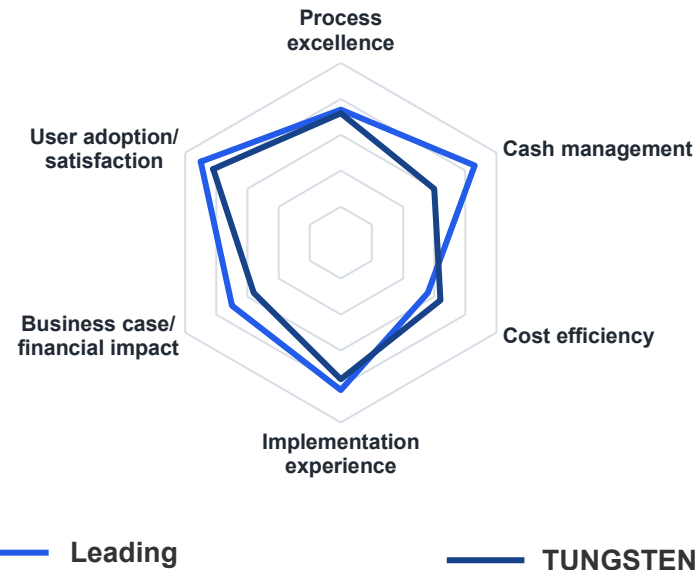 Process
excellence
User adoption/
satisfaction
Cash management
Business case/
financial impact
Cost efficiency
Implementation
experience
Leading
TUNGSTEN